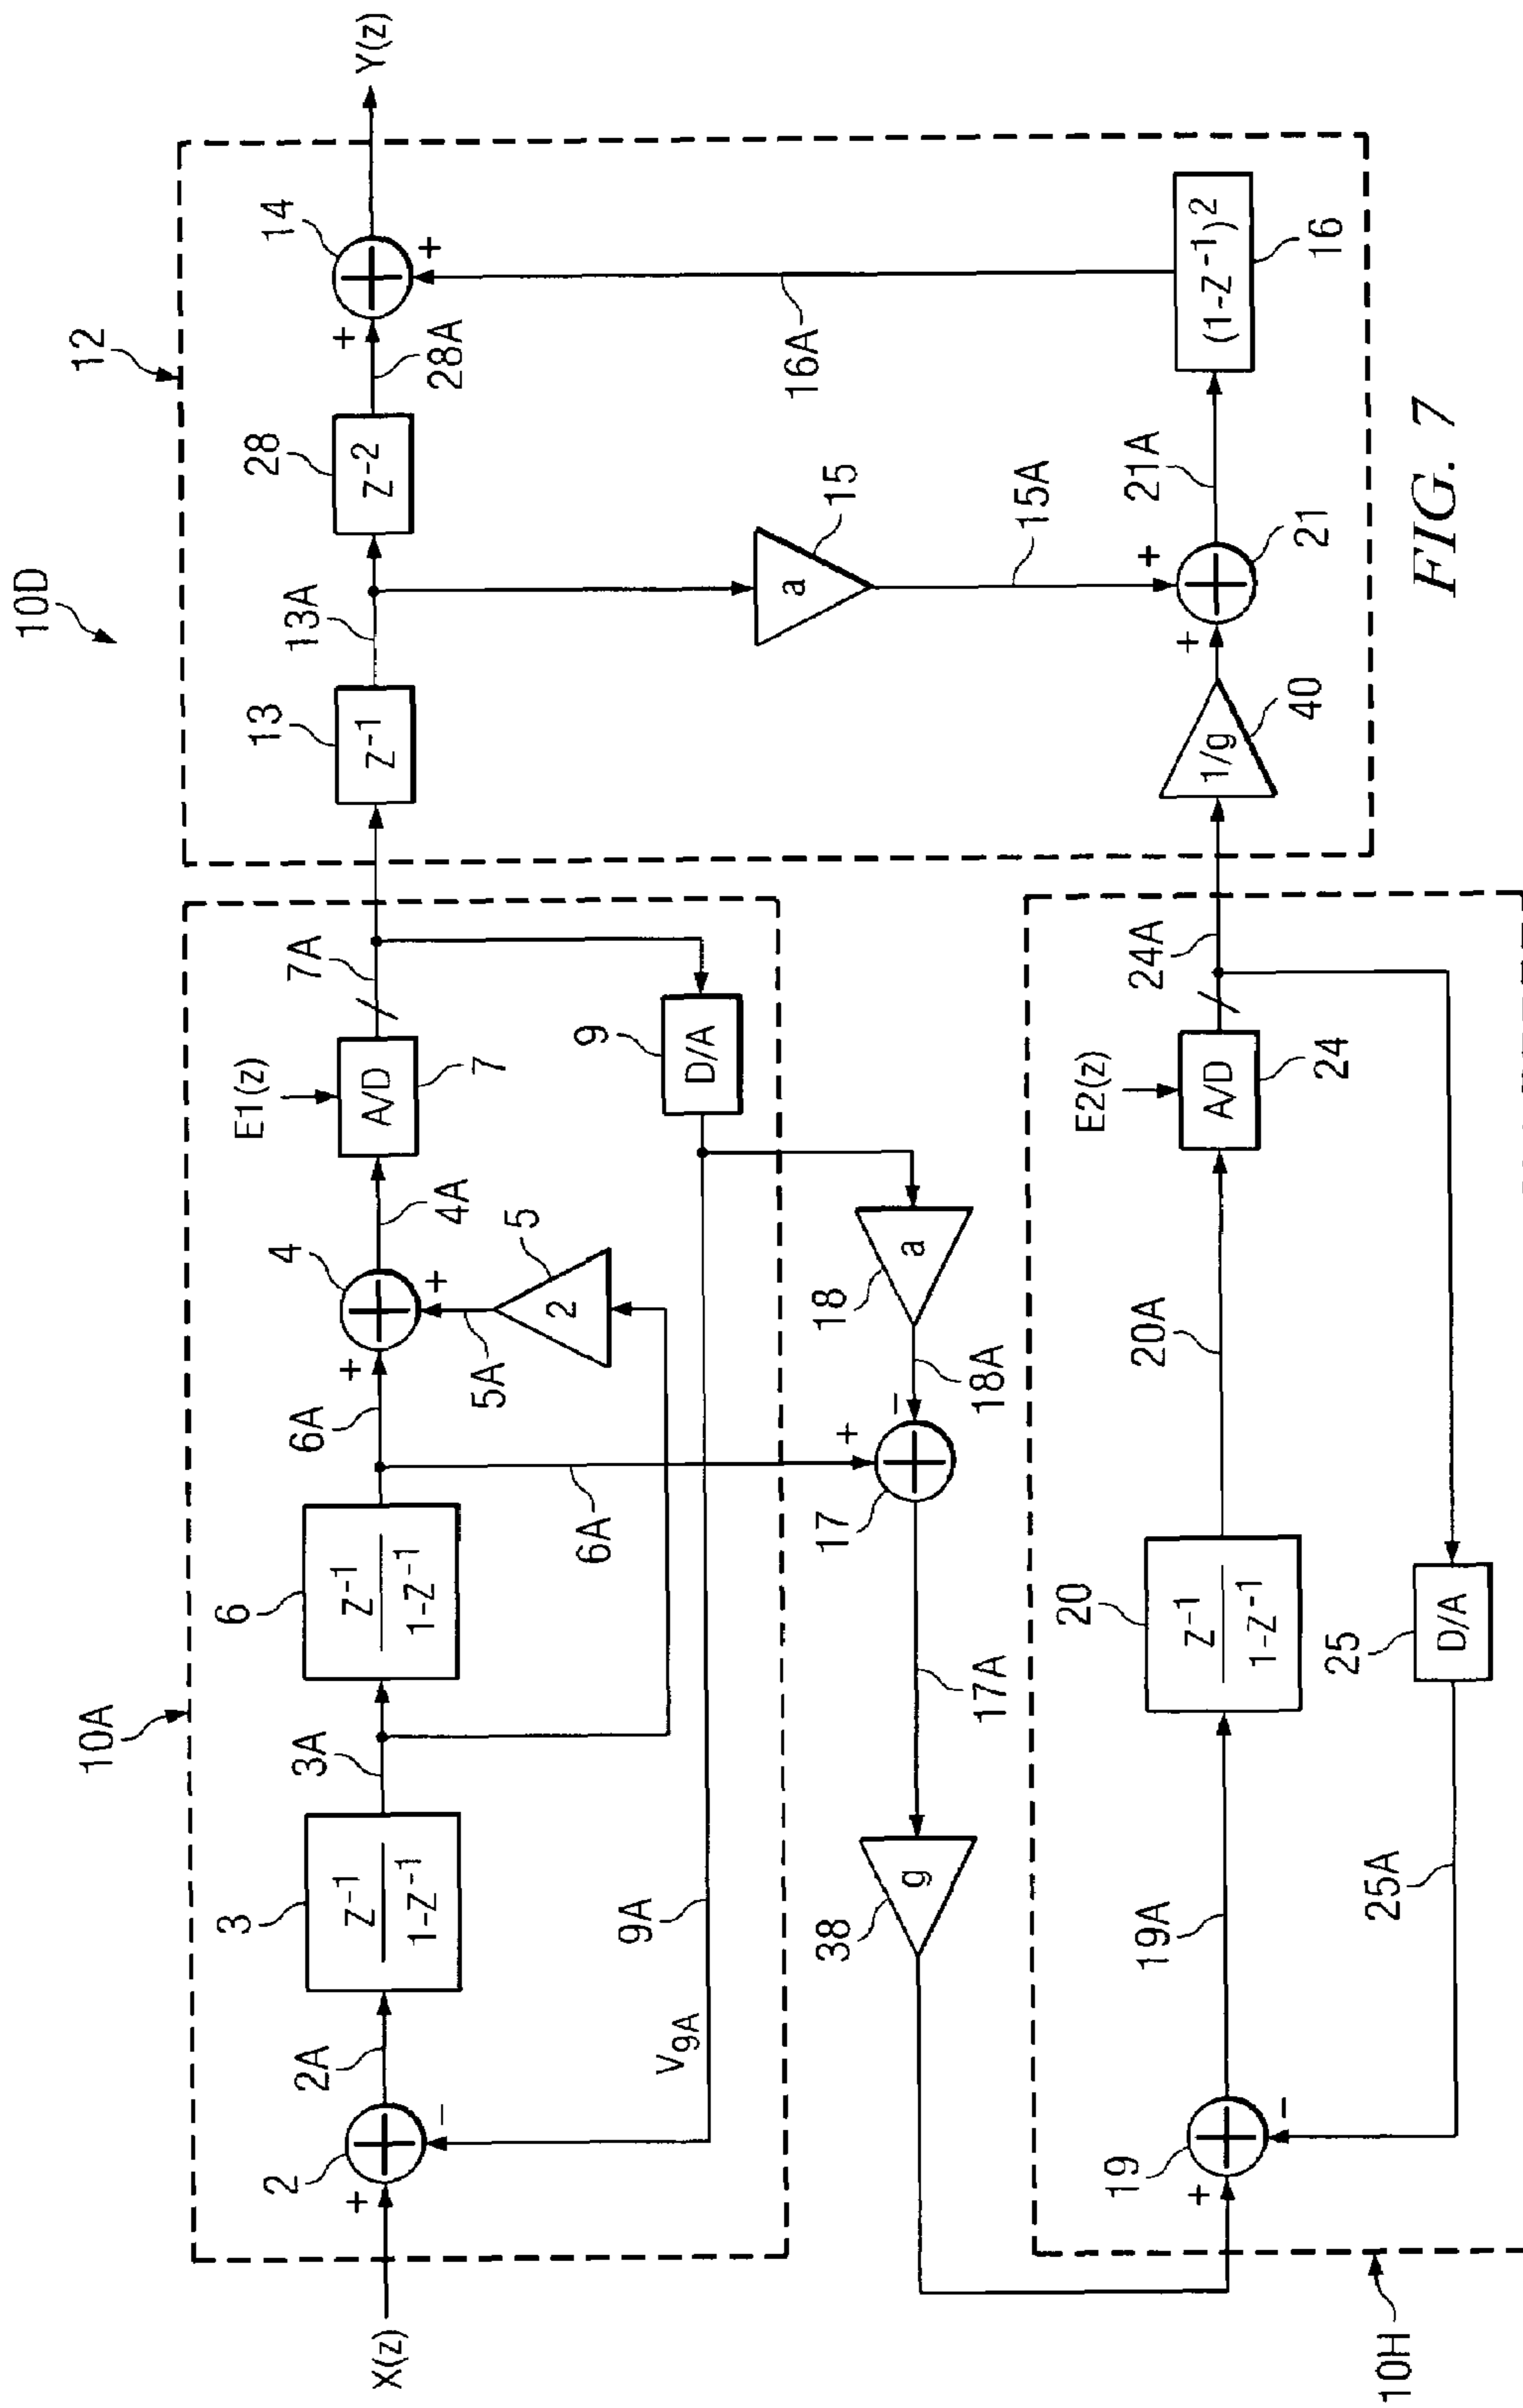 10D
10A
12
X(z)
+
2
−
2A
3
Z⁻¹
1-Z⁻¹
3A
6
Z⁻¹
1-Z⁻¹
6A
+
4
+
4A
5A
2
5
E1(z)
A/D
7
7A
9
D/A
9A
V9A
6A
13
Z⁻¹
13A
28
Z⁻²
28A
+
14
+
Y(z)
a
15
15A
16A
+
17
−
18A
a
18
17A
g
38
10H
+
19
−
19A
20
Z⁻¹
1-Z⁻¹
20A
E2(z)
A/D
24
24A
25
D/A
25A
1/g
40
+
+
21
21A
(1-Z⁻¹)²
16
FIG. 7